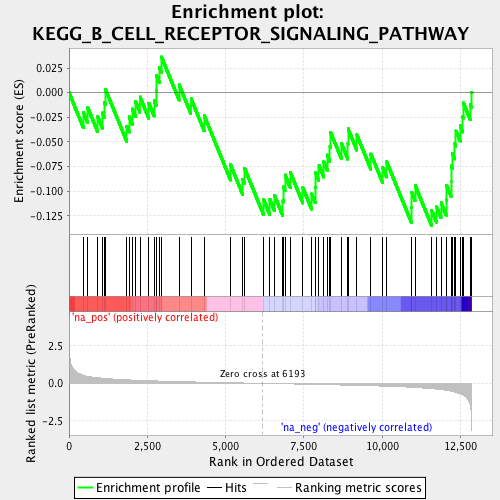 Enrichment plot:
KEGG_B_CELL_RECEPTOR_SIGNALING_PATHWAY
Enrichment score (ES)
0.025
0.000
-0.025
-0.050
-0.075
-0.100
-0.125
'na_pos' (positively correlated)
Ranked list metric (PreRanked)
2.5
0.0
-2.5
Zero cross at 6193
'na_neg' (negatively correlated)
0
2,500
5,000
7,500
10,000
12,500
Rank in Ordered Dataset
Enrichment profile
Hits
Ranking metric scores